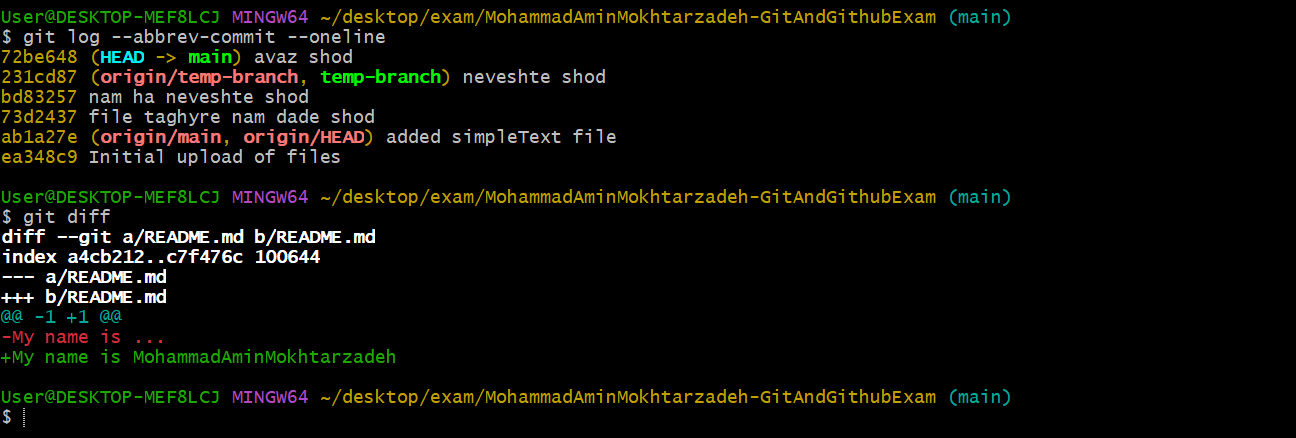 User@DESKTOP-MEF8LCJ MINGW64 ~/desktop/exam/MohammadAminMokhtarzadeh-GitAndGithubExam (main)
$ git log --abbrev-commit --oneline
72be648 (HEAD -> main) avaz shod
231cd87 (origin/temp-branch, temp-branch) neveshte shod
bd83257 nam ha neveshte shod
73d2437 file taghyre nam dade shod
ab1a27e (origin/main, origin/HEAD) added simpleText file
ea348c9 Initial upload of files
User@DESKTOP-MEF8LCJ MINGW64 ~/desktop/exam/MohammadAminMokhtarzadeh-GitAndGithubExam (main)
$ git diff
diff --git a/README.md b/README.md
index a4cb212..c7f476c 100644
--- a/README.md
+++ b/README.md
@@ -1 +1 @@
-My name is ...
+My name is MohammadAminMokhtarzadeh
User@DESKTOP-MEF8LCJ MINGW64 ~/desktop/exam/MohammadAminMokhtarzadeh-GitAndGithubExam (main)
$